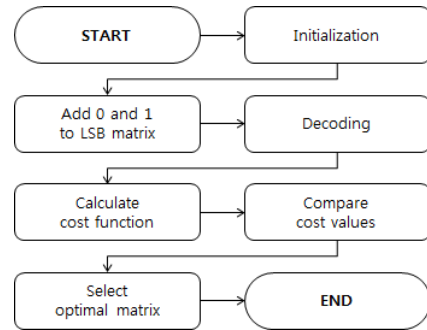 START
Initialization
Add 0 and 1
to LSB matrix
Decoding
Calculate
cost function
Compare
cost values
Select
optimal matrix
END